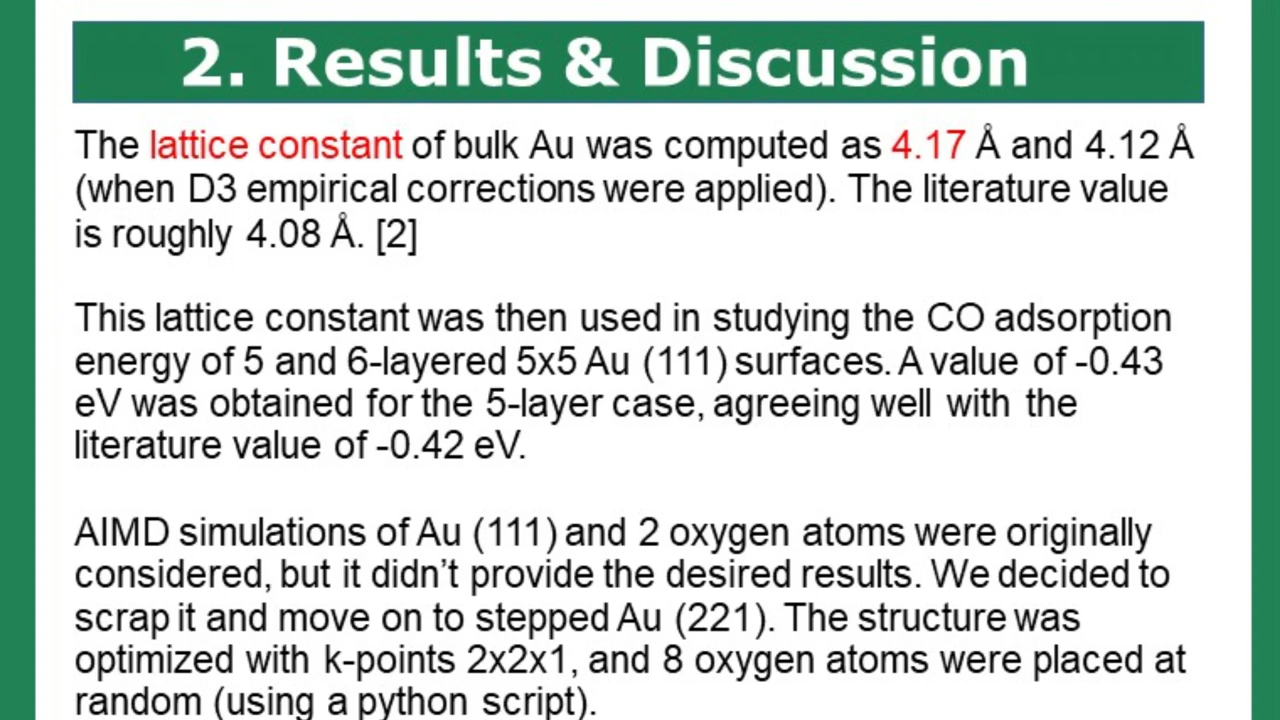 2. Results & Discussion
The lattice constant of bulk Au was computed as 4.17 Å and 4.12 Å
(when D3 empirical corrections were applied). The literature value
is roughly 4.08 Å. [2]
This lattice constant was then used in studying the CO adsorption
energy of 5 and 6-layered 5x5 Au (111) surfaces. A value of -0.43
eV was obtained for the 5-layer case, agreeing well with the
literature value of -0.42 eV.
AIMD simulations of Au (111) and 2 oxygen atoms were originally
considered, but it didn’t provide the desired results. We decided to
scrap it and move on to stepped Au (221). The structure was
optimized with k-points 2x2x1, and 8 oxygen atoms were placed at
random (using a python script).